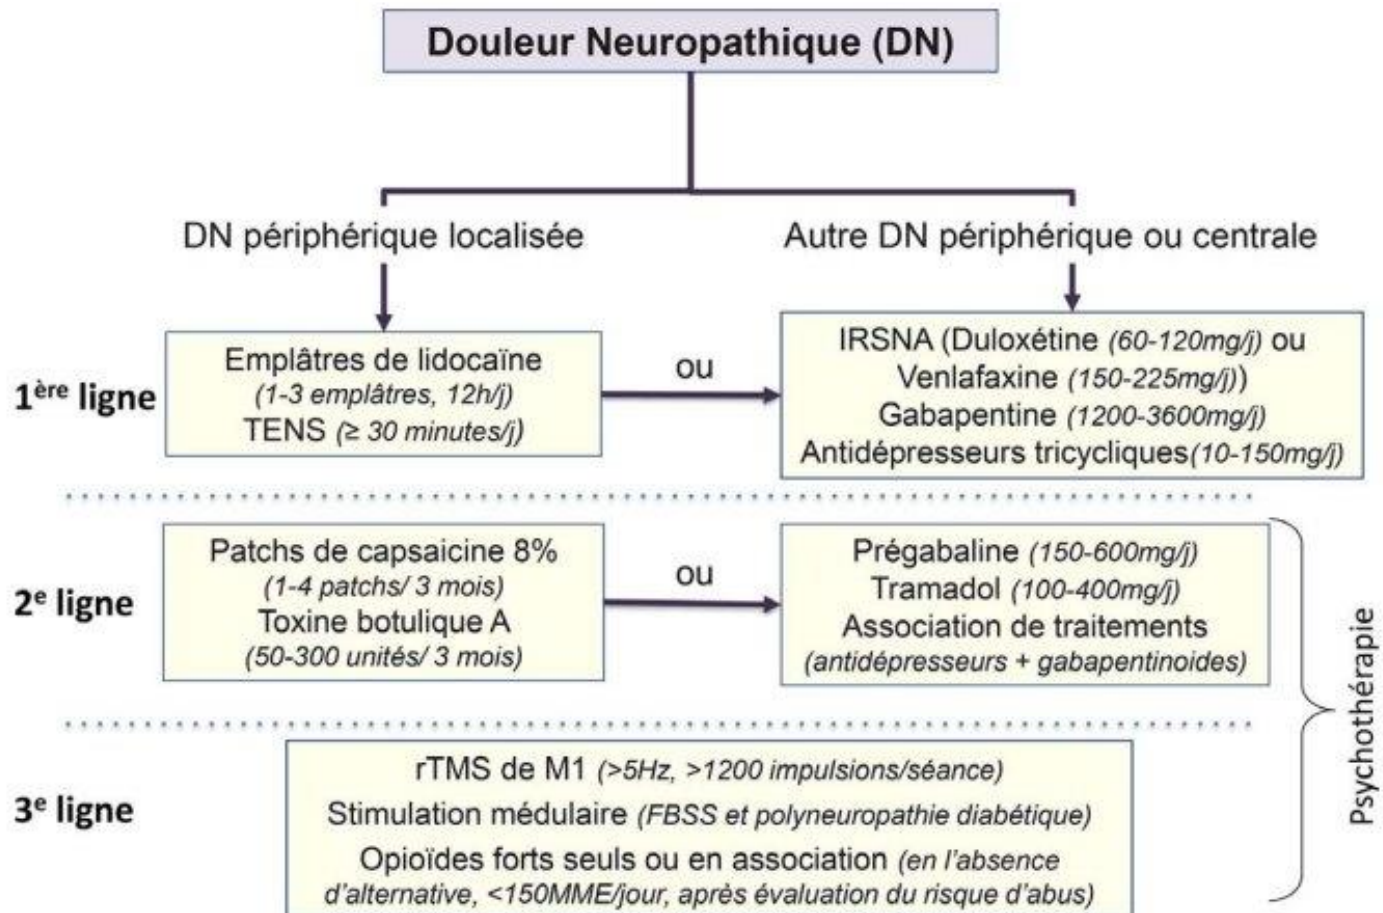 Douleur Neuropathique (DN)
DN périphérique localisée
Autre DN périphérique ou centrale
1ère ligne
Emplâtres de lidocaïne
(1-3 emplâtres, 12h/j)
TENS (≥ 30 minutes/j)
ou
IRSNA (Duloxétine (60-120mg/j) ou
Venlafaxine (150-225mg/j))
Gabapentine (1200-3600mg/j)
Antidépresseurs tricycliques(10-150mg/j)
2e ligne
Patchs de capsaicine 8%
(1-4 patchs/ 3 mois)
Toxine botulique A
(50-300 unités/ 3 mois)
ou
Prégabaline (150-600mg/j)
Tramadol (100-400mg/j)
Association de traitements
(antidépresseurs + gabapentinoides)
3e ligne
rTMS de M1 (>5Hz, >1200 impulsions/séance)
Stimulation médulaire (FBSS et polyneuropathie diabétique)
Opioïdes forts seuls ou en association (en l'absence
d'alternative, <150MME/jour, après évaluation du risque d'abus)
Psychothérapie